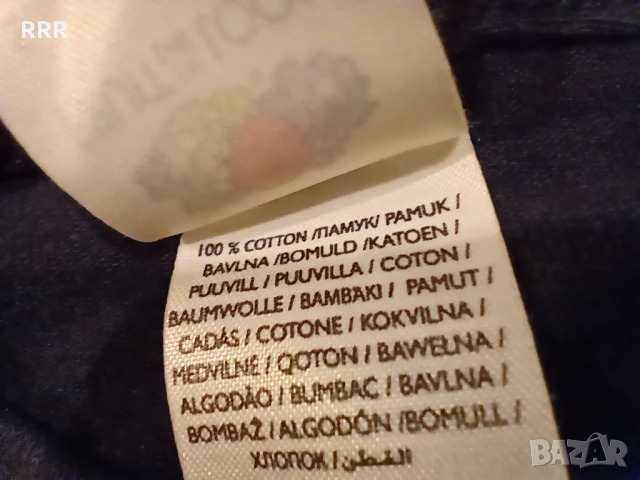 RRR
100 % COTTON /ПАМУК/ PAMUK /
BAVLNA /BOMULD /KATOEN /
PUUVILL / PUUVILLA / COTON /
BAUMWOLLE / BAMBAKI / PAMUT /
CADÁS / COTONE / KOKVILNA /
MEDVILNÉ / QOTON / BAWEŁNA /
ALGODÃO / BUMBAC / BAVLNA /
BOMBAŽ / ALGODÓN /BOMULL /
ХЛОПОК / القطن /
BAZAR